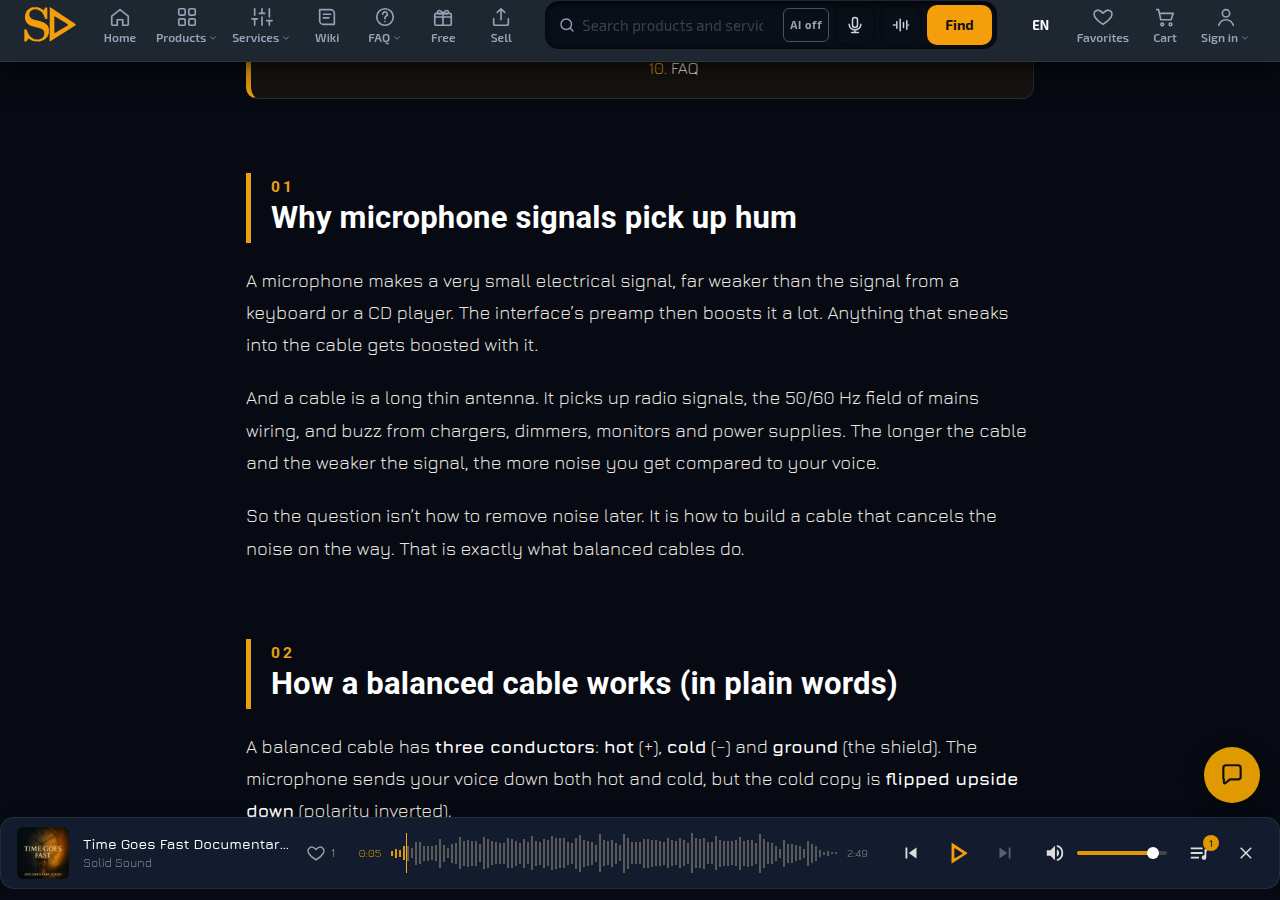 Home
Products
Services
Wiki
FAQ
Free
Sell
Search products and servic
AI off
Find
EN
Favorites
Cart
Sign in
10. FAQ
01
Why microphone signals pick up hum
A microphone makes a very small electrical signal, far weaker than the signal from a
keyboard or a CD player. The interface’s preamp then boosts it a lot. Anything that sneaks
into the cable gets boosted with it.
And a cable is a long thin antenna. It picks up radio signals, the 50/60 Hz field of mains
wiring, and buzz from chargers, dimmers, monitors and power supplies. The longer the cable
and the weaker the signal, the more noise you get compared to your voice.
So the question isn’t how to remove noise later. It is how to build a cable that cancels the
noise on the way. That is exactly what balanced cables do.
02
How a balanced cable works (in plain words)
A balanced cable has three conductors: hot (+), cold (−) and ground (the shield). The
microphone sends your voice down both hot and cold, but the cold copy is flipped upside
down (polarity inverted).
TIME GOES
FAST
Time Goes Fast Documentar...
Solid Sound
1
0:05
2:49
1